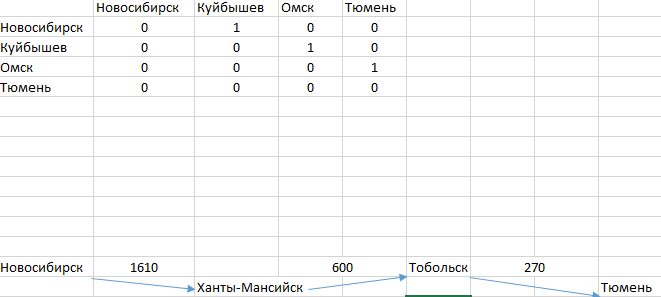 Новосибирск Куйбышев Омск Тюмень
Новосибирск 0 1 0 0
Куйбышев 0 0 1 0
Омск 0 0 0 1
Тюмень 0 0 0 0
Новосибирск 1610 600 Тобольск 270
Ханты-Мансийск Тюмень